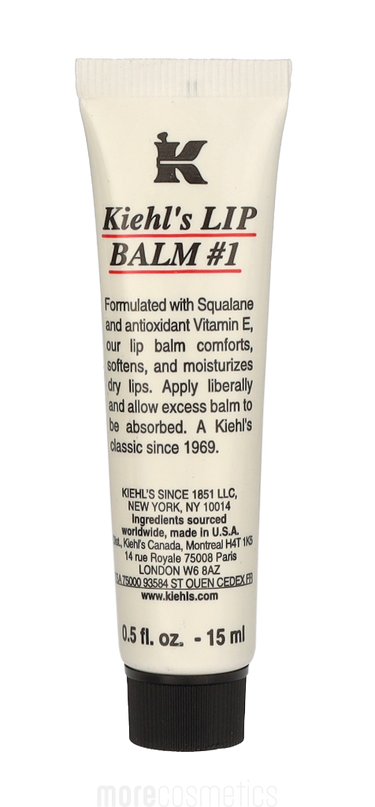 K
Kiehl's LIP
BALM #1
Formulated with Squalane
and antioxidant Vitamin E,
our lip balm comforts,
softens, and moisturizes
dry lips. Apply liberally
and allow excess balm to
be absorbed. A Kiehl's
classic since 1969.
KIEHL'S SINCE 1851 LLC,
NEW YORK, NY 10014
Ingredients sourced
worldwide, made in U.S.A.
Dist., Kiehl's Canada, Montreal H4T 1K5
14 rue Royale 75008 Paris
LONDON W6 8AZ
75000 93584 ST OUEN CEDEX FR
www.kiehls.com
0.5 fl. oz. - 15 ml
morecosmetics